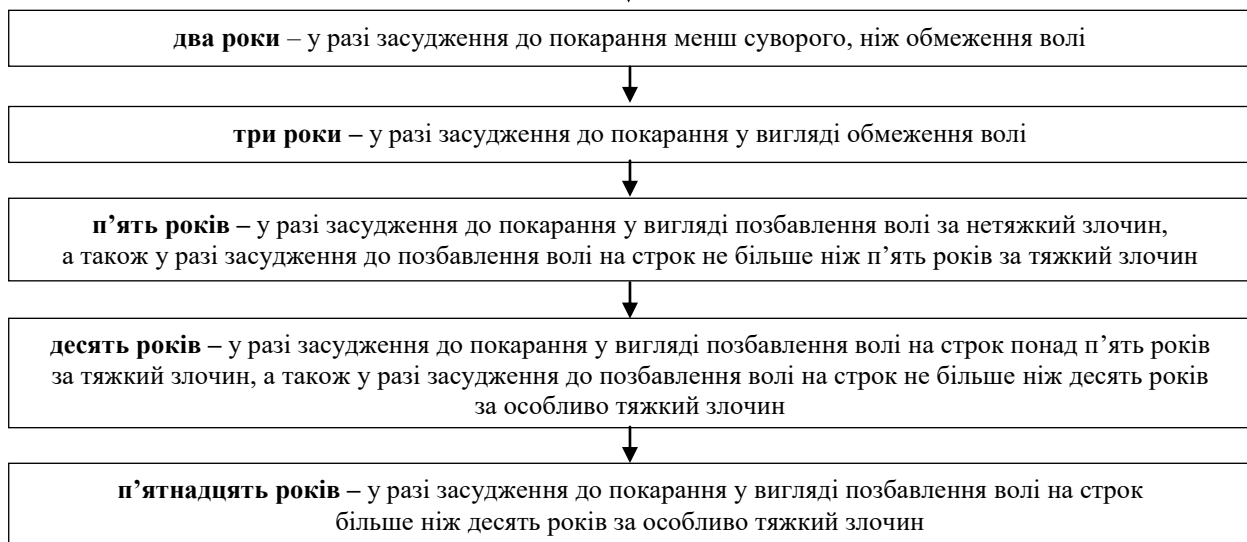 два роки – у разі засудження до покарання менш суворого, ніж обмеження волі
три роки – у разі засудження до покарання у вигляді обмеження волі
п’ять років – у разі засудження до покарання у вигляді позбавлення волі за нетяжкий злочин,
а також у разі засудження до позбавлення волі на строк не більше ніж п’ять років за тяжкий злочин
десять років – у разі засудження до покарання у вигляді позбавлення волі на строк понад п’ять років
за тяжкий злочин, а також у разі засудження до позбавлення волі на строк не більше ніж десять років
за особливо тяжкий злочин
п’ятнадцять років – у разі засудження до покарання у вигляді позбавлення волі на строк
більше ніж десять років за особливо тяжкий злочин